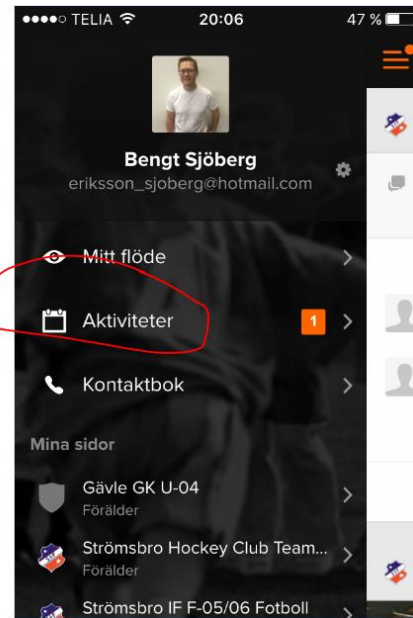 TELIA 20:06 47 %
Bengt Sjöberg
eriksson_sjoberg@hotmail.com
Mitt flöde
Aktiviteter 1
Kontaktbok
Mina sidor
Gävle GK U-04
Förälder
Strömsbro Hockey Club Team...
Förälder
Strömsbro IF F-05/06 Fotboll